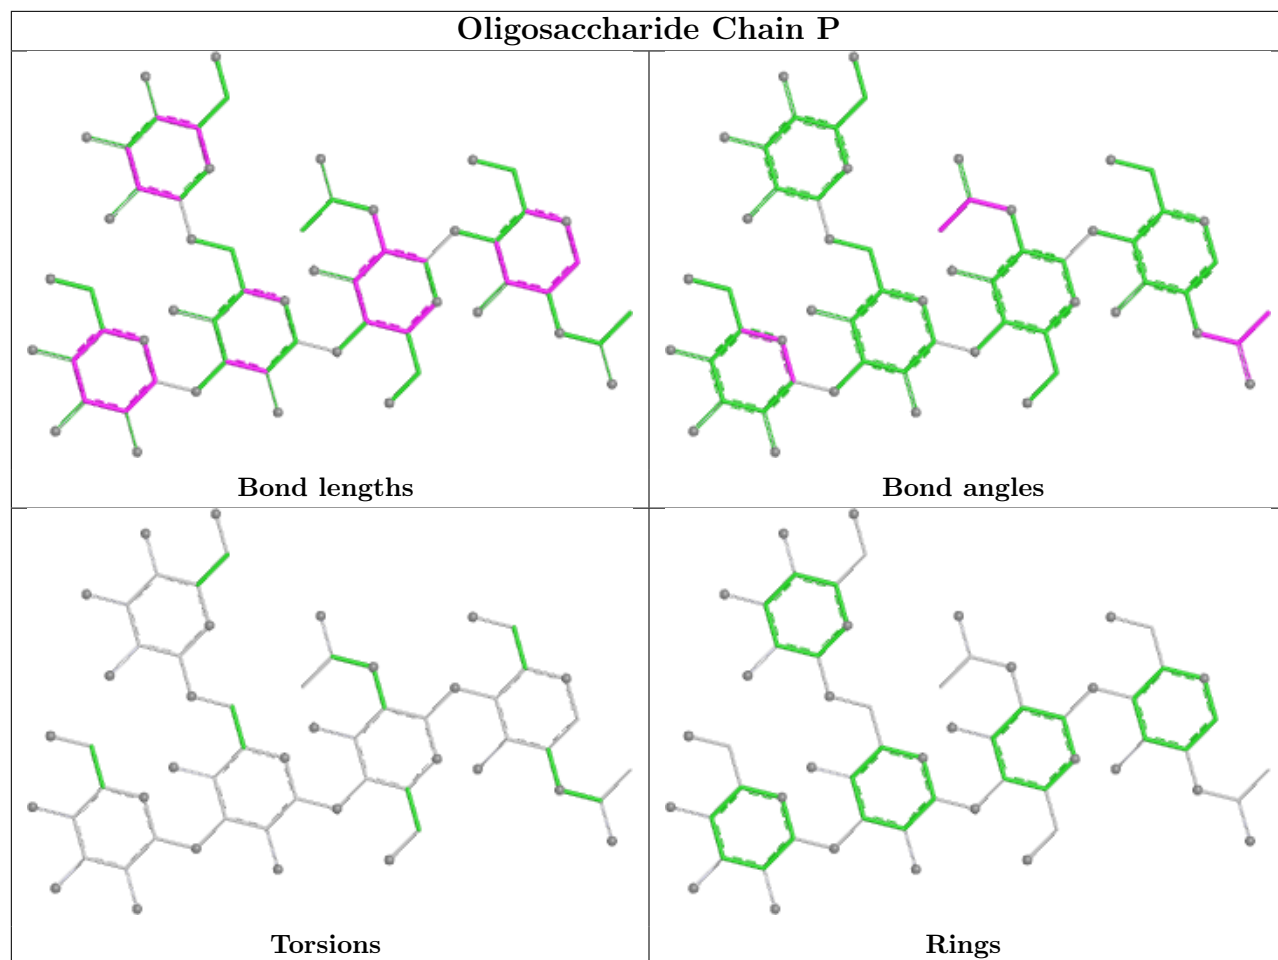 Oligosaccharide Chain P
Bond lengths
Bond angles
Torsions
Rings